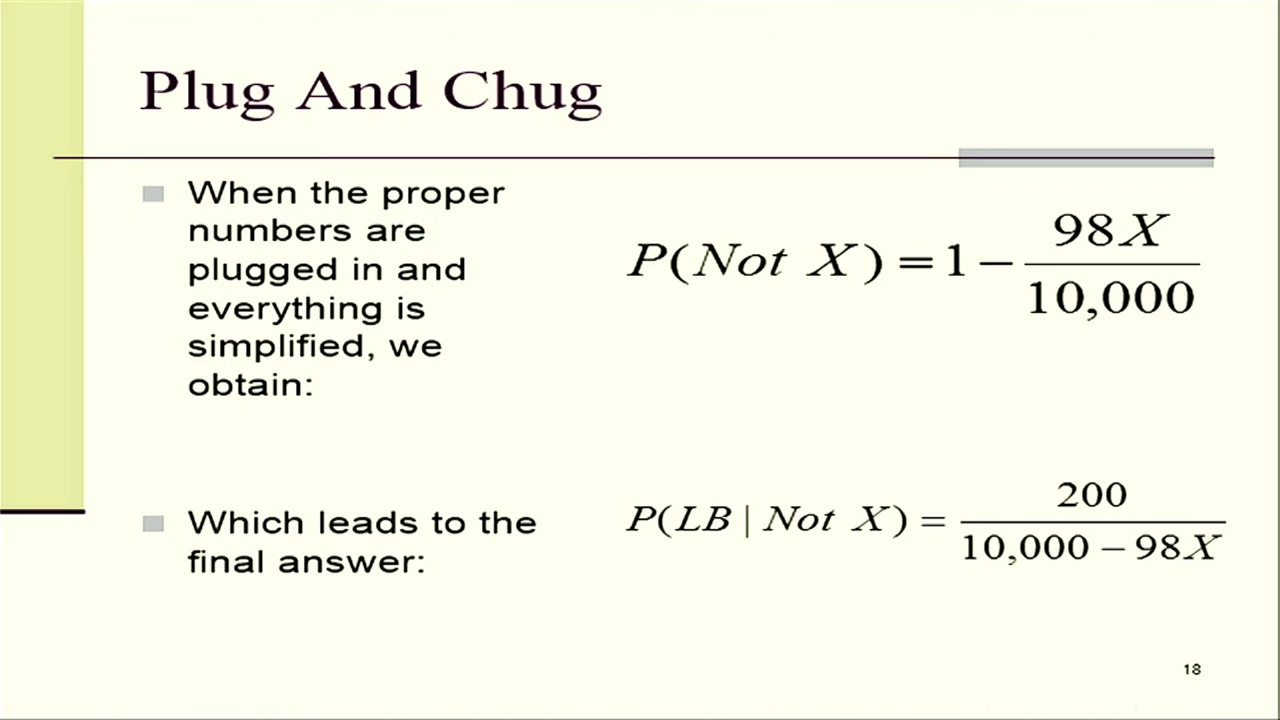 Plug And Chug
When the proper
numbers are
plugged in and
everything is
simplified, we
obtain:
P(Not X) = 1 − 98X / 10,000
Which leads to the
final answer:
P(LB | Not X) = 200 / 10,000 − 98X
18